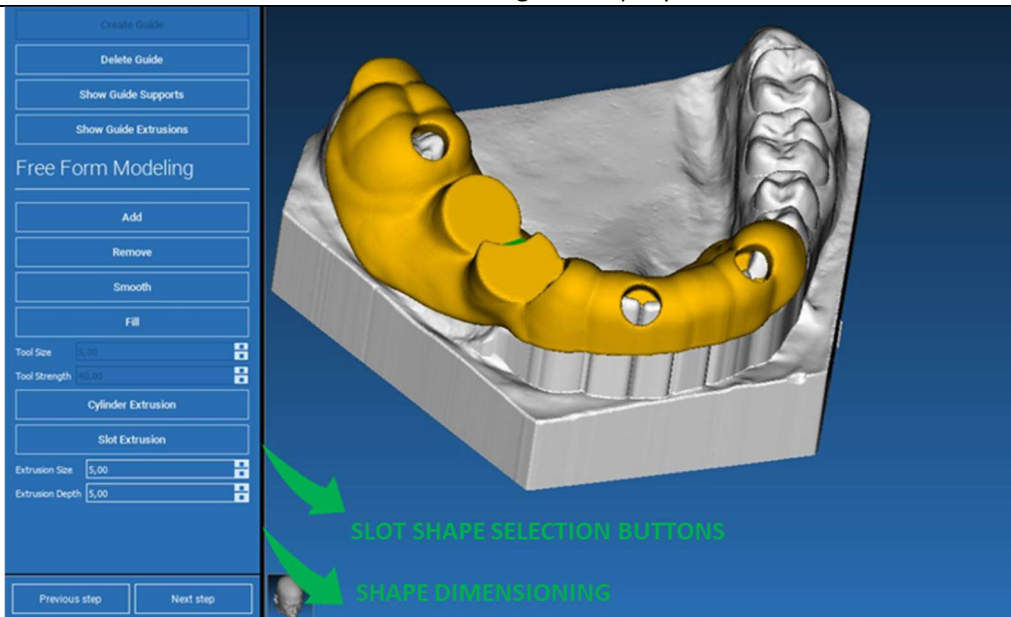 Create Guide
Delete Guide
Show Guide Supports
Show Guide Extrusions
Free Form Modeling
Add
Remove
Smooth
Fill
Tool Size 5,00
Tool Strength 40,00
Cylinder Extrusion
Slot Extrusion
Extrusion Size 5,00
Extrusion Depth 5,00
SLOT SHAPE SELECTION BUTTONS
SHAPE DIMENSIONING
Previous step
Next step